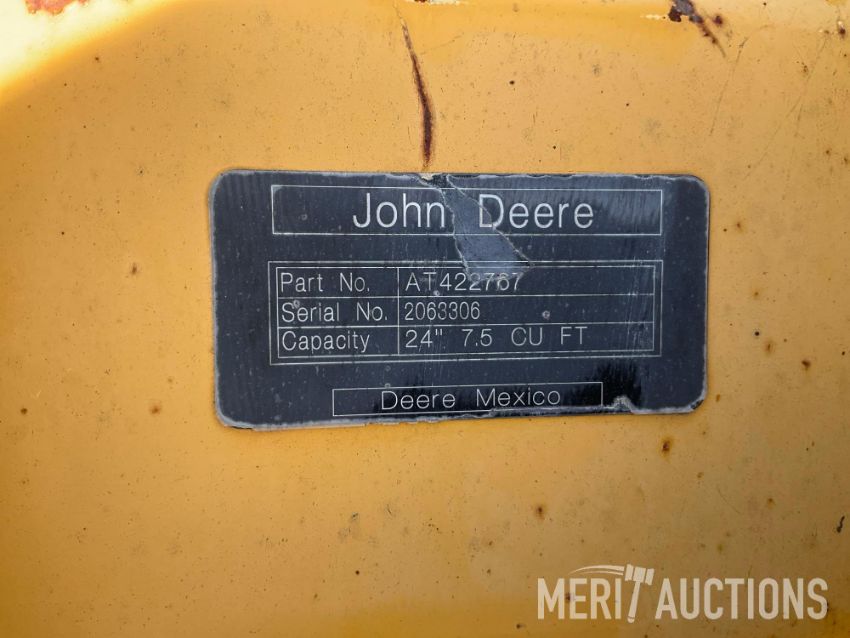 John Deere
Part No. AT422767
Serial No. 2063306
Capacity 24" 7.5 CU FT
Deere Mexico
MERIT AUCTIONS